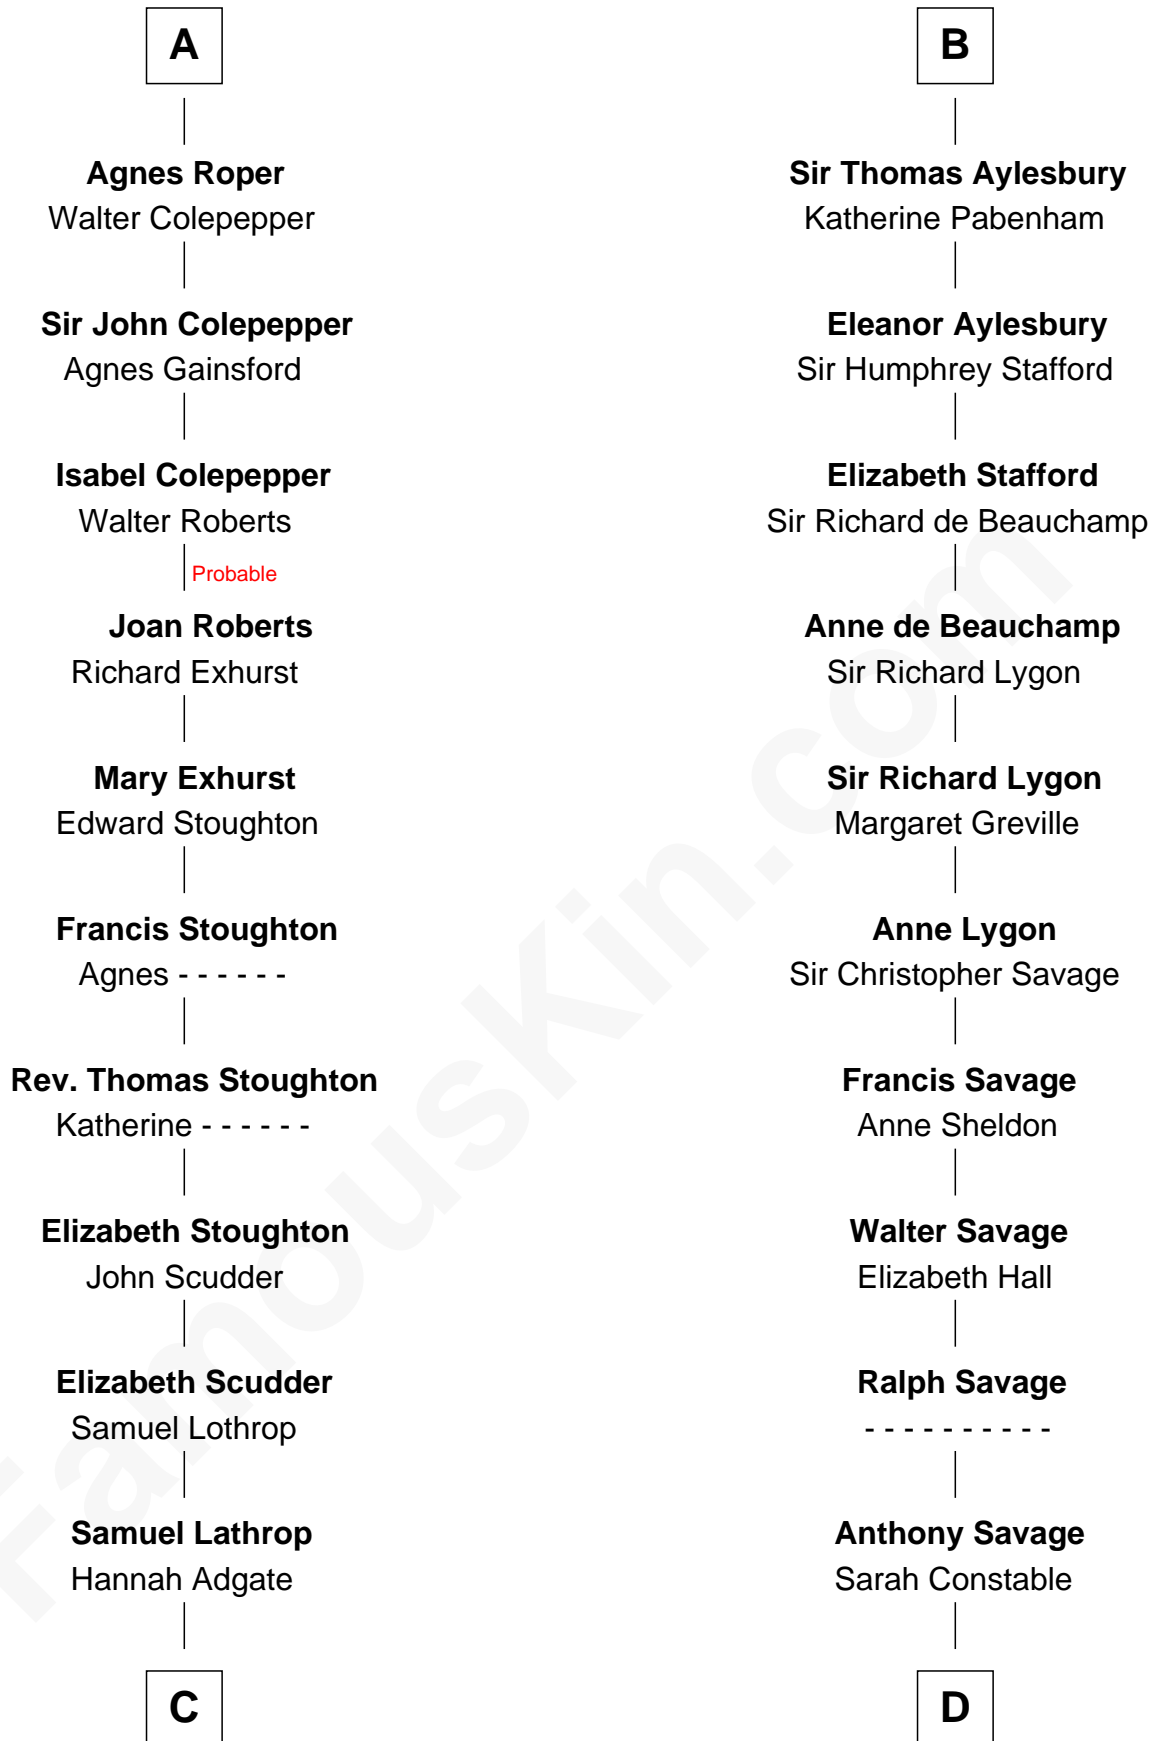 A
Agnes Roper
Walter Colepepper
Sir John Colepepper
Agnes Gainsford
Isabel Colepepper
Walter Roberts
Probable
Joan Roberts
Richard Exhurst
Mary Exhurst
Edward Stoughton
Francis Stoughton
Agnes - - - - - -
Rev. Thomas Stoughton
Katherine - - - - - -
Elizabeth Stoughton
John Scudder
Elizabeth Scudder
Samuel Lothrop
Samuel Lathrop
Hannah Adgate
C
B
Sir Thomas Aylesbury
Katherine Pabenham
Eleanor Aylesbury
Sir Humphrey Stafford
Elizabeth Stafford
Sir Richard de Beauchamp
Anne de Beauchamp
Sir Richard Lygon
Sir Richard Lygon
Margaret Greville
Anne Lygon
Sir Christopher Savage
Francis Savage
Anne Sheldon
Walter Savage
Elizabeth Hall
Ralph Savage
- - - - - - - - - -
Anthony Savage
Sarah Constable
D
FamousKin.com